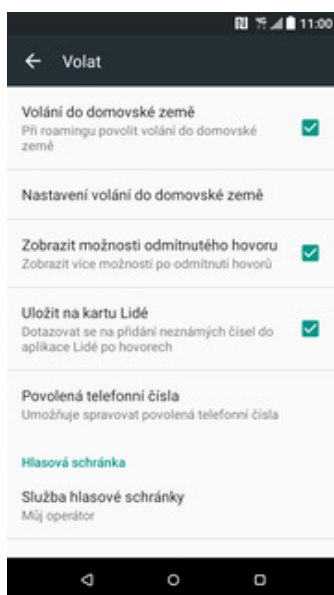 11:00
Volat
Volání do domovské země
Při roamingu povolit volání do domovské
země
Nastavení volání do domovské země
Zobrazit možnosti odmítnutého hovoru
Zobrazit více možností po odmítnutí hovorů
Uložit na kartu Lidé
Dotazovat se na přidání neznámých čísel do
aplikace Lidé po hovorech
Povolená telefonní čísla
Umožňuje spravovat povolená telefonní čísla
Hlasová schránka
Služba hlasové schránky
Můj operátor